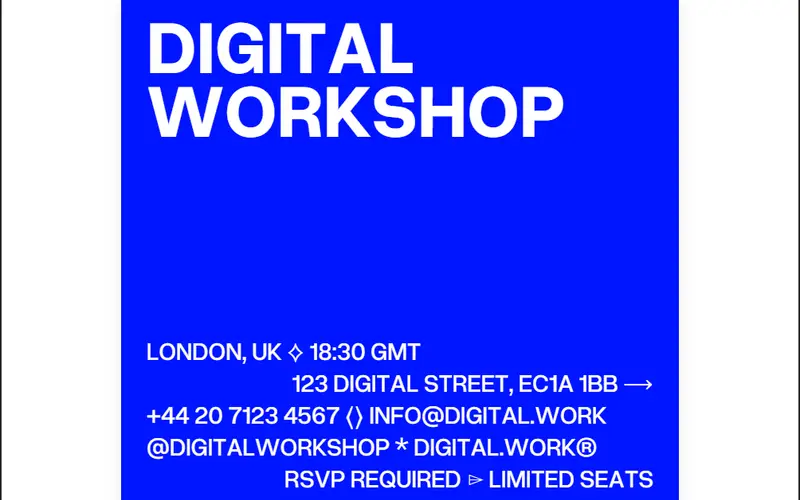 DIGITAL
WORKSHOP
LONDON, UK ✧ 18:30 GMT
123 DIGITAL STREET, EC1A 1BB ⟶
+44 20 7123 4567 ⟨⟩ INFO@DIGITAL.WORK
@DIGITALWORKSHOP * DIGITAL.WORK®
RSVP REQUIRED ⌲ LIMITED SEATS